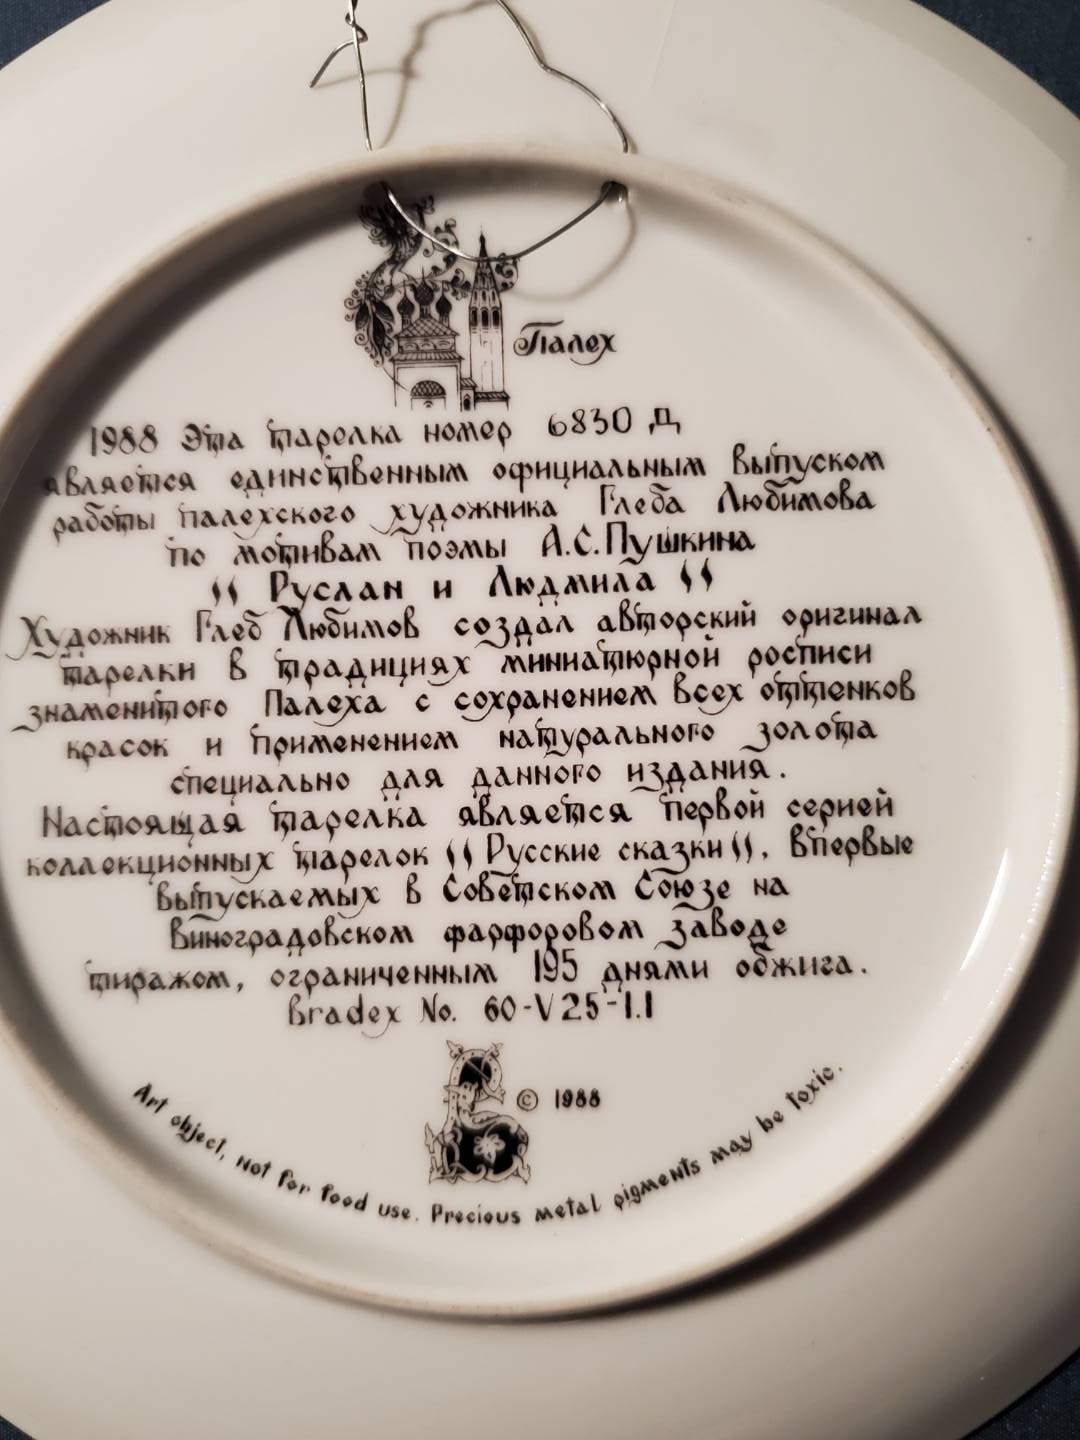 Палех
1988 Эта тарелка номер 6830 Д
является единственным официальным выпуском
работы палехского художника Глеба Любимова
по мотивам поэмы А.С.Пушкина
"Руслан и Людмила"
Художник Глеб Любимов создал авторский оригинал
тарелки в традициях миниатюрной росписи
знаменитого Палеха с сохранением всех оттенков
красок и применением натурального золота
специально для данного издания.
Настоящая тарелка является первой серией
коллекционных тарелок "Русские сказки", впервые
выпускаемых в Советском Союзе на
Виноградовском фарфоровом заводе
тиражом, ограниченным 195 днями обжига.
Bradex No. 60-V25-1.1
© 1988
Art object, not for food use. Precious metal pigments may be toxic.